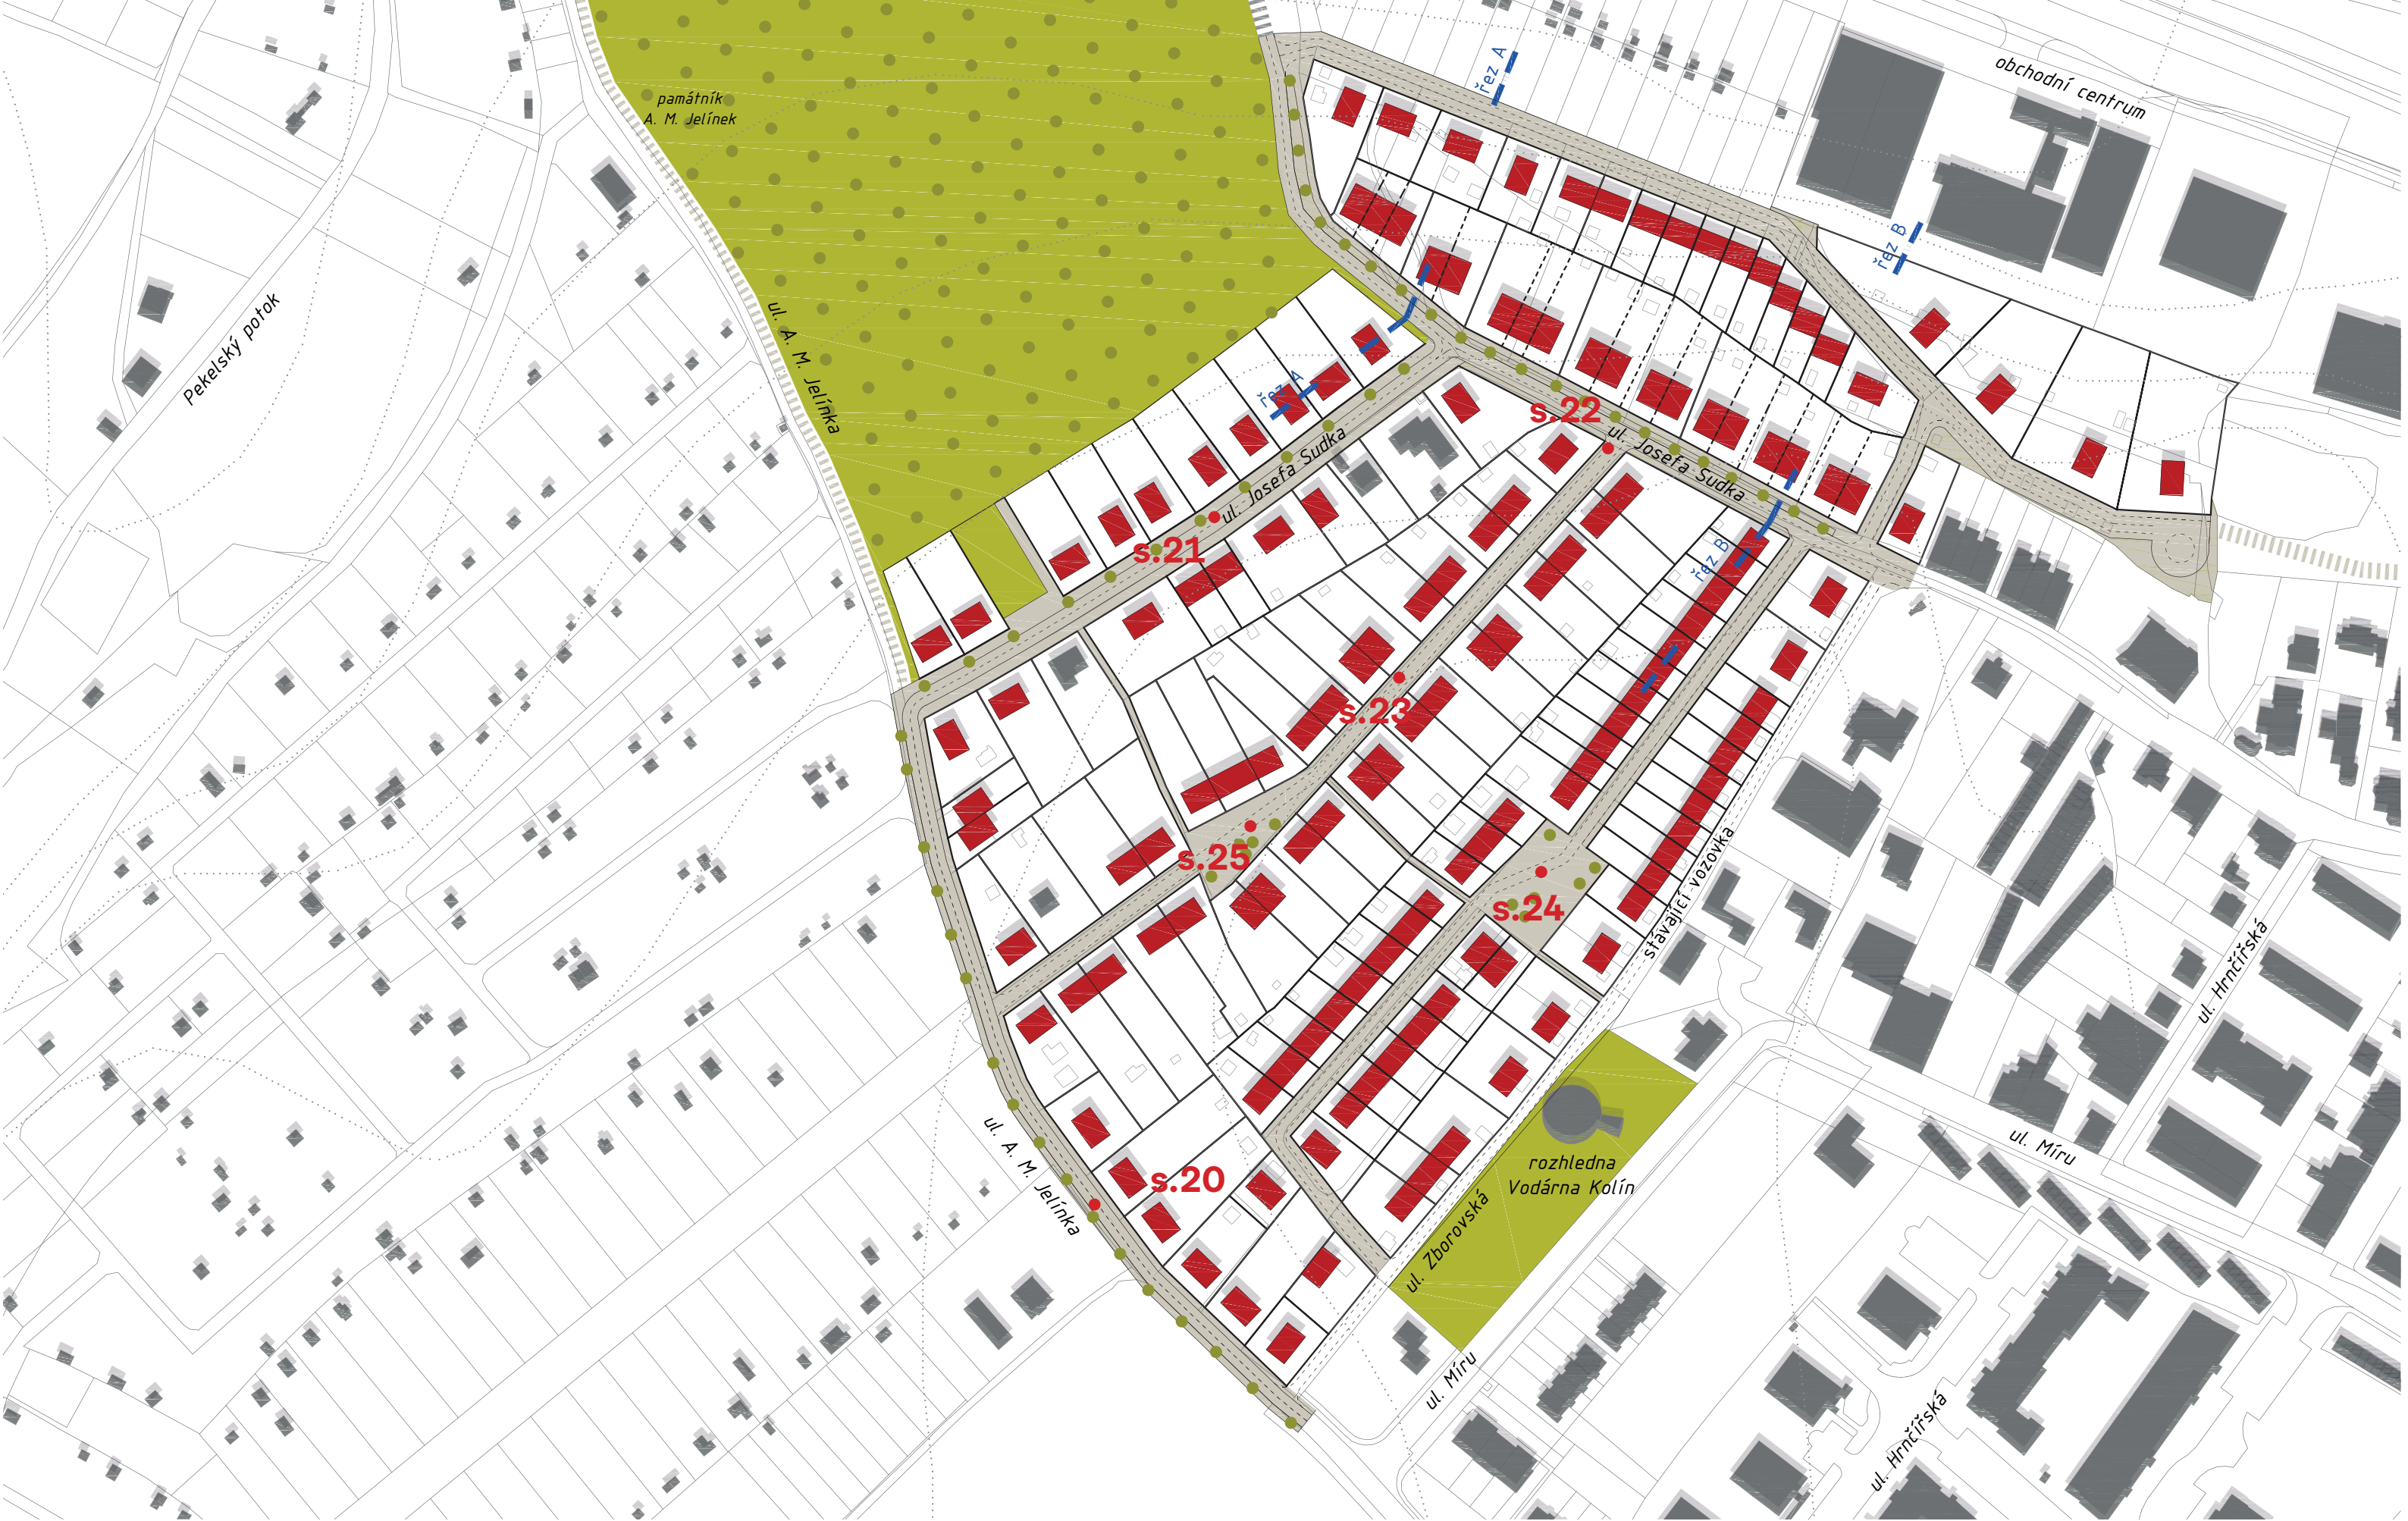 obchodní centrum
řez A
památník
A. M. Jelínek
řez B
Pekelský potok
ul. A. M. Jelínka
řez A
s.22
ul. Josefa Sudka
ul. Josefa Sudka
s.21
řez B
s.23
s.25
s.24
stávající vozovka
ul. Hrnčířská
ul. A. M. Jelínka
s.20
rozhledna
Vodárna Kolín
ul. Míru
ul. Zborovská
ul. Míru
ul. Hrnčířská